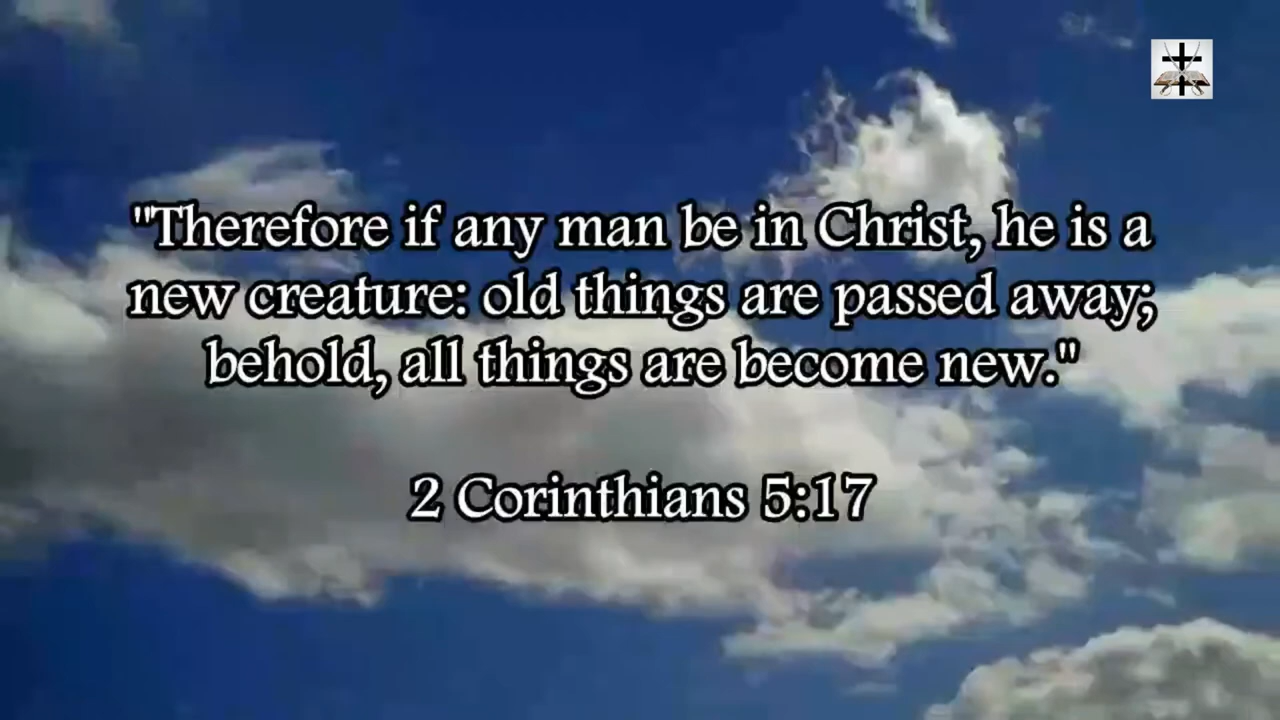 "Therefore if any man be in Christ, he is a
new creature: old things are passed away;
behold, all things are become new."
2 Corinthians 5:17